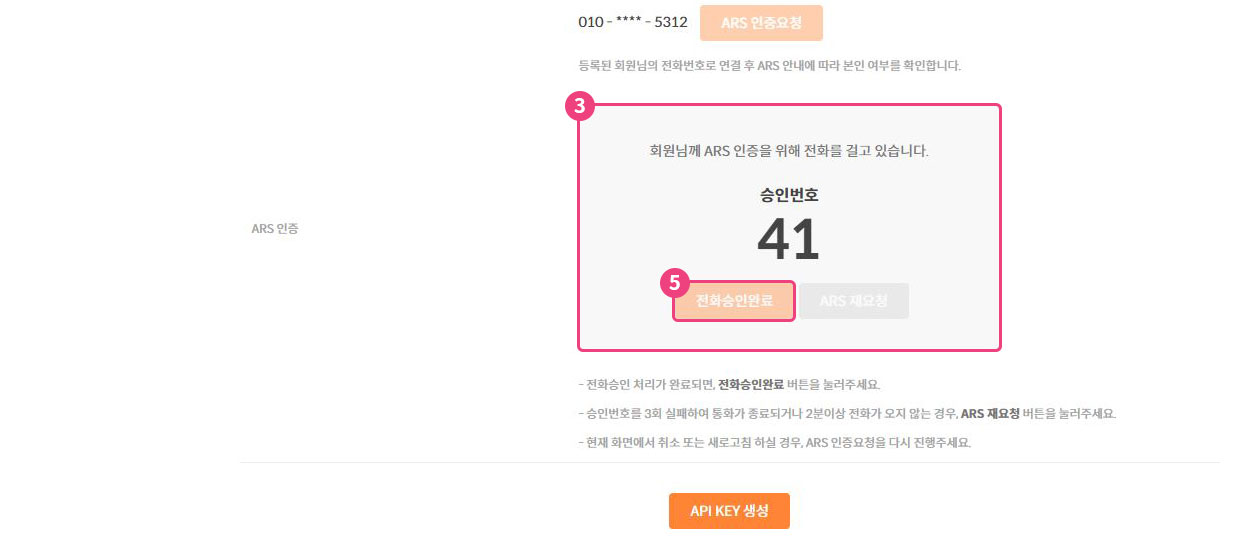 010 - **** - 5312 ARS 인증요청
등록된 회원님의 전화번호로 연결 후 ARS 안내에 따라 본인 여부를 확인합니다.
3
회원님께 ARS 인증을 위해 전화를 걸고 있습니다.
승인번호
ARS 인증
41
5
전화승인완료 ARS 재요청
- 전화승인 처리가 완료되면, 전화승인완료 버튼을 눌러주세요.
- 승인번호를 3회 실패하여 통화가 종료되거나 2분이상 전화가 오지 않는 경우, ARS 재요청 버튼을 눌러주세요.
- 현재 화면에서 취소 또는 새로고침 하실 경우, ARS 인증요청을 다시 진행주세요.
API KEY 생성